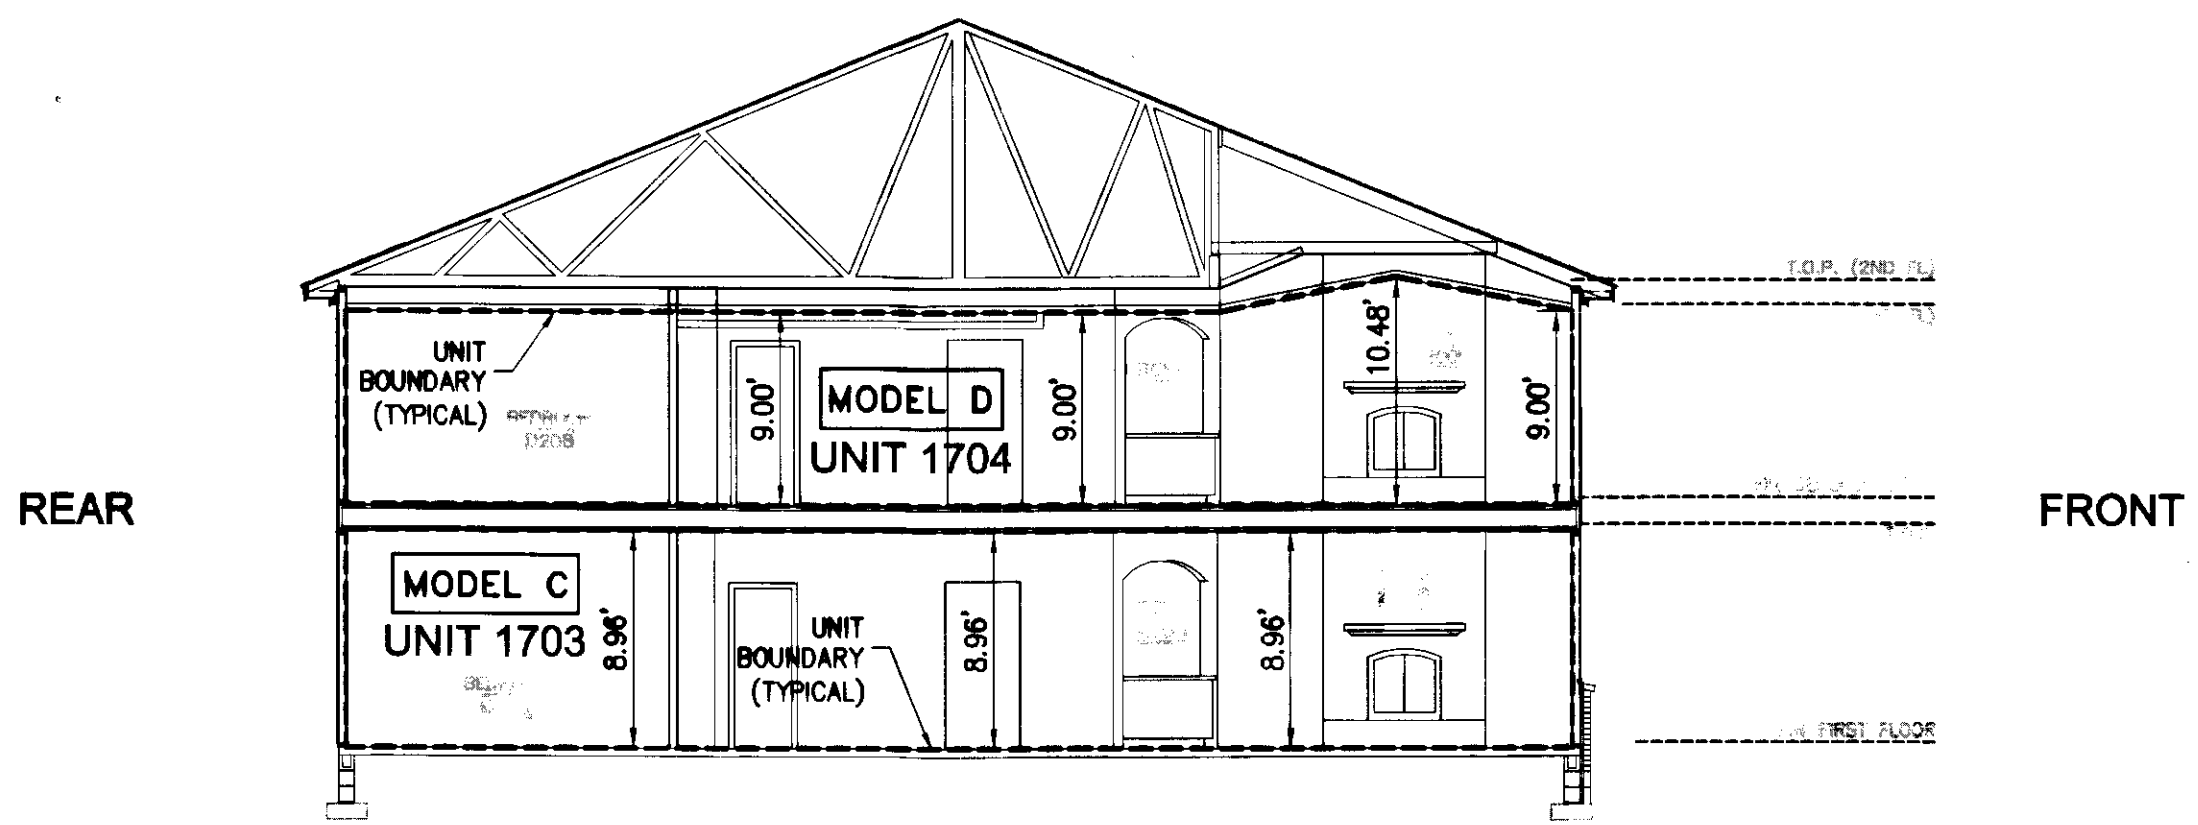 T.O.P. (2ND FL)
UNIT
BOUNDARY
(TYPICAL)
D208
9.00'
MODEL D
UNIT 1704
9.00'
10.48'
9.00'
REAR
FRONT
MODEL C
UNIT 1703
8.96'
UNIT
BOUNDARY
(TYPICAL)
8.96'
8.96'
FIRST FLOOR